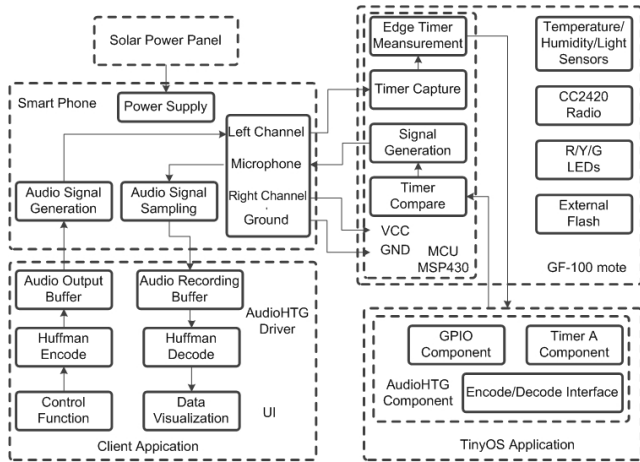 Solar Power Panel
Smart Phone
Power Supply
Left Channel
Microphone
Right Channel
Ground
Audio Signal
Generation
Audio Signal
Sampling
Audio Output
Buffer
Audio Recording
Buffer
AudioHTG
Driver
Huffman
Encode
Huffman
Decode
Control
Function
Data
Visualization
UI
Client Appication
Edge Timer
Meansurement
Timer Capture
Signal
Generation
Timer
Compare
VCC
GND
MCU
MSP430
Temperature/
Humidity/Light
Sensors
CC2420
Radio
R/Y/G
LEDs
External
Flash
GF-100 mote
GPIO
Component
Timer A
Component
AudioHTG
Component
Encode/Decode Interface
TinyOS Application